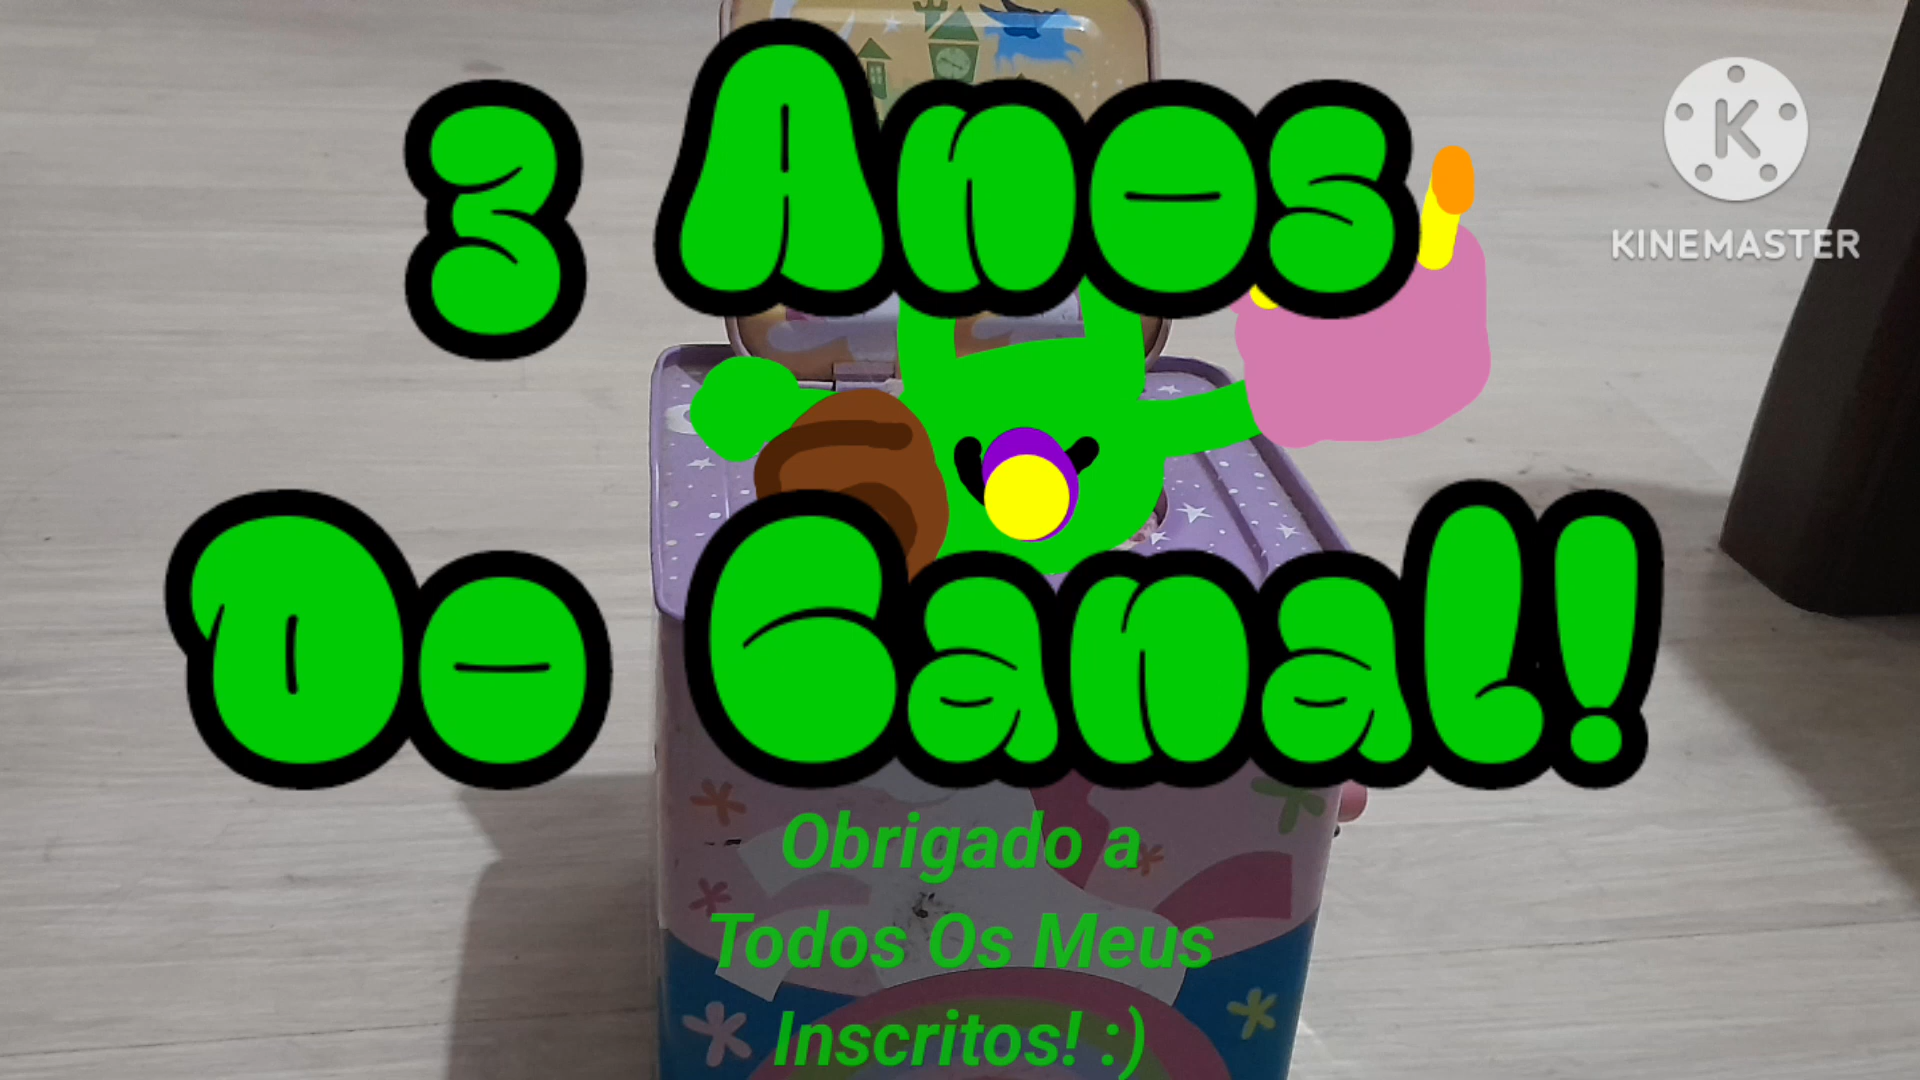 3 Anos
KINEMASTER
Do Canal!
Obrigado a
Todos Os Meus
Inscritos! :)